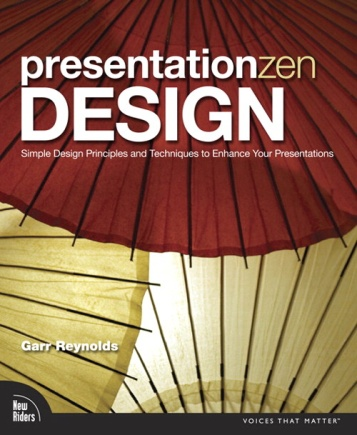 presentationzen
DESIGN
Simple Design Principles and Techniques to Enhance Your Presentations
Garr Reynolds
New
Riders
VOICES THAT MATTER™